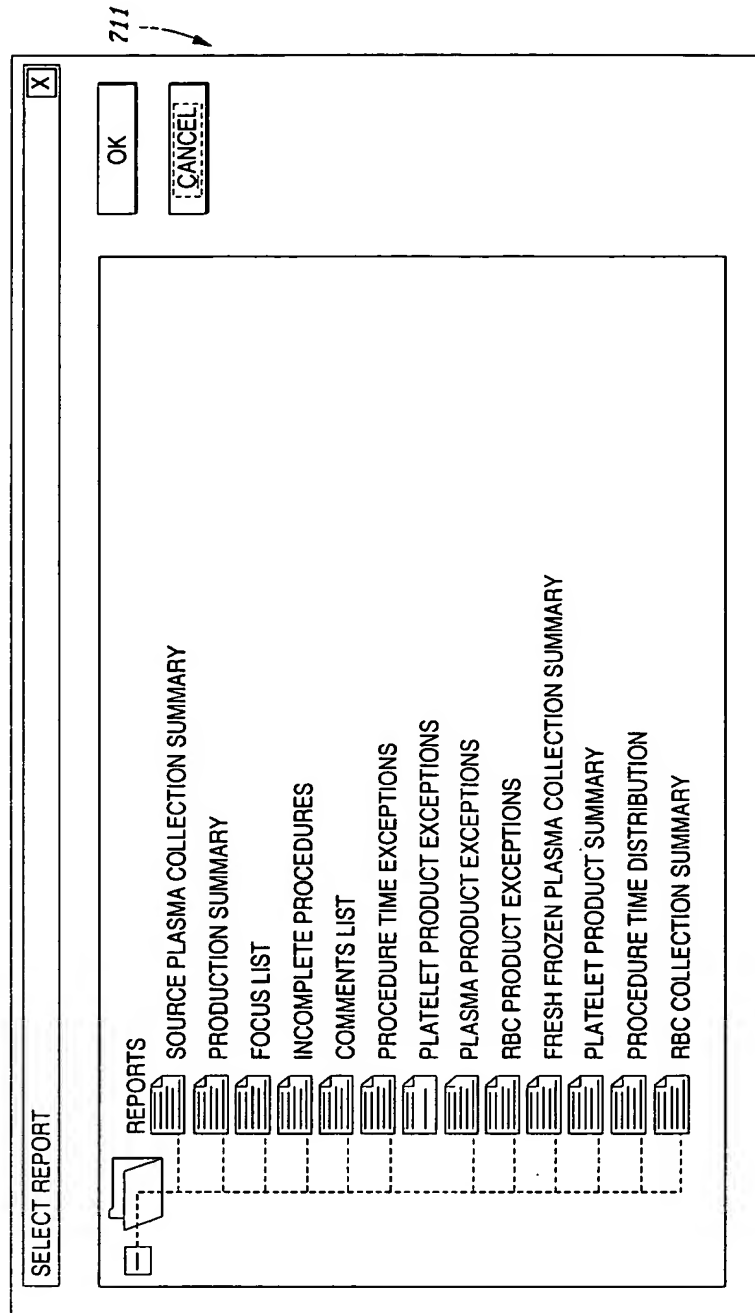 711
SELECT REPORT
X
OK
CANCEL
REPORTS
SOURCE PLASMA COLLECTION SUMMARY
PRODUCTION SUMMARY
FOCUS LIST
INCOMPLETE PROCEDURES
COMMENTS LIST
PROCEDURE TIME EXCEPTIONS
PLATELET PRODUCT EXCEPTIONS
PLASMA PRODUCT EXCEPTIONS
RBC PRODUCT EXCEPTIONS
FRESH FROZEN PLASMA COLLECTION SUMMARY
PLATELET PRODUCT SUMMARY
PROCEDURE TIME DISTRIBUTION
RBC COLLECTION SUMMARY